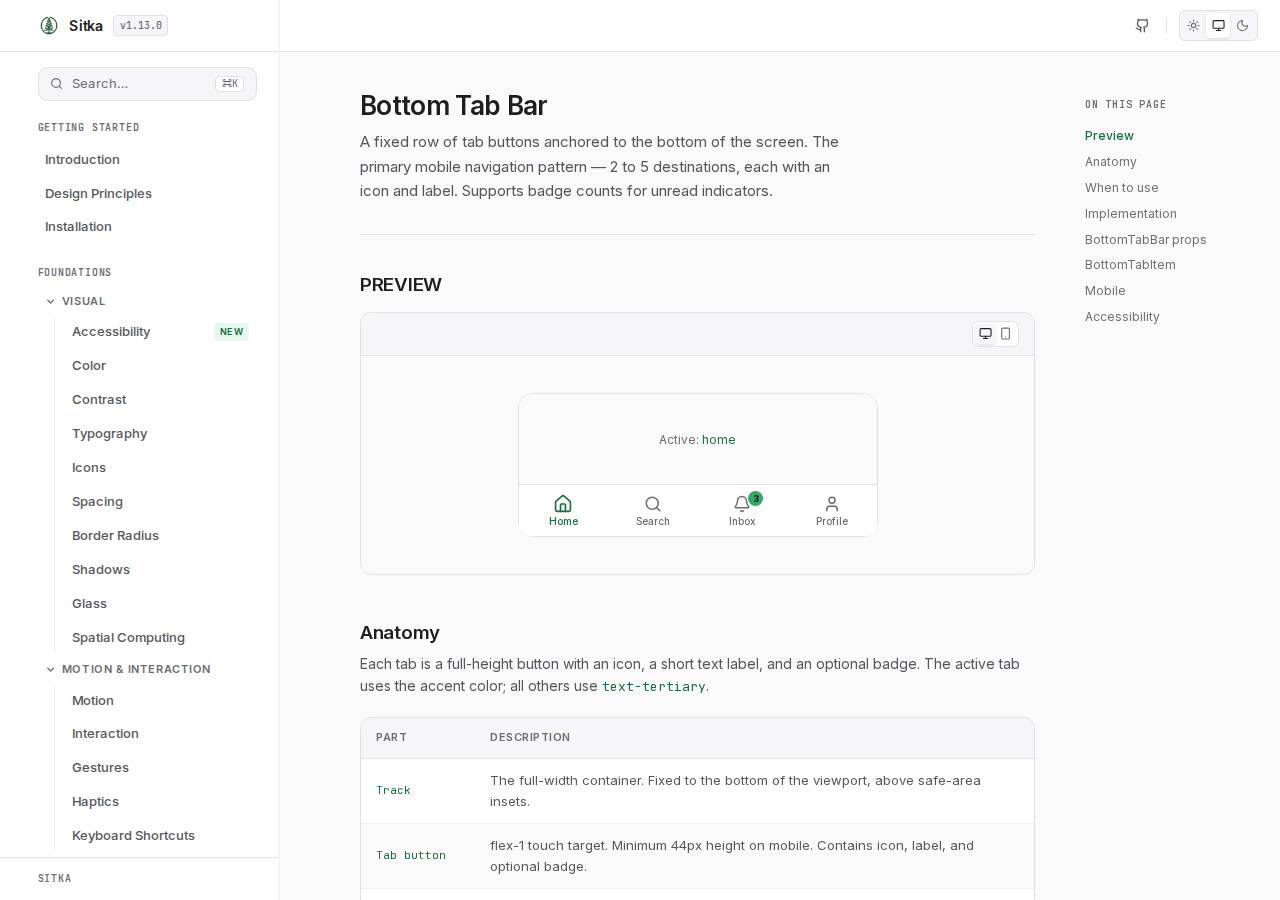 Sitka
v1.13.0
Search...
⌘K
GETTING STARTED
Introduction
Design Principles
Installation
FOUNDATIONS
VISUAL
Accessibility
NEW
Color
Contrast
Typography
Icons
Spacing
Border Radius
Shadows
Glass
Spatial Computing
MOTION & INTERACTION
Motion
Interaction
Gestures
Haptics
Keyboard Shortcuts
SITKA
Bottom Tab Bar
A fixed row of tab buttons anchored to the bottom of the screen. The
primary mobile navigation pattern — 2 to 5 destinations, each with an
icon and label. Supports badge counts for unread indicators.
PREVIEW
Active: home
3
Home
Search
Inbox
Profile
Anatomy
Each tab is a full-height button with an icon, a short text label, and an optional badge. The active tab
uses the accent color; all others use text-tertiary.
PART
DESCRIPTION
Track
The full-width container. Fixed to the bottom of the viewport, above safe-area
insets.
Tab button
flex-1 touch target. Minimum 44px height on mobile. Contains icon, label, and
optional badge.
ON THIS PAGE
Preview
Anatomy
When to use
Implementation
BottomTabBar props
BottomTabItem
Mobile
Accessibility